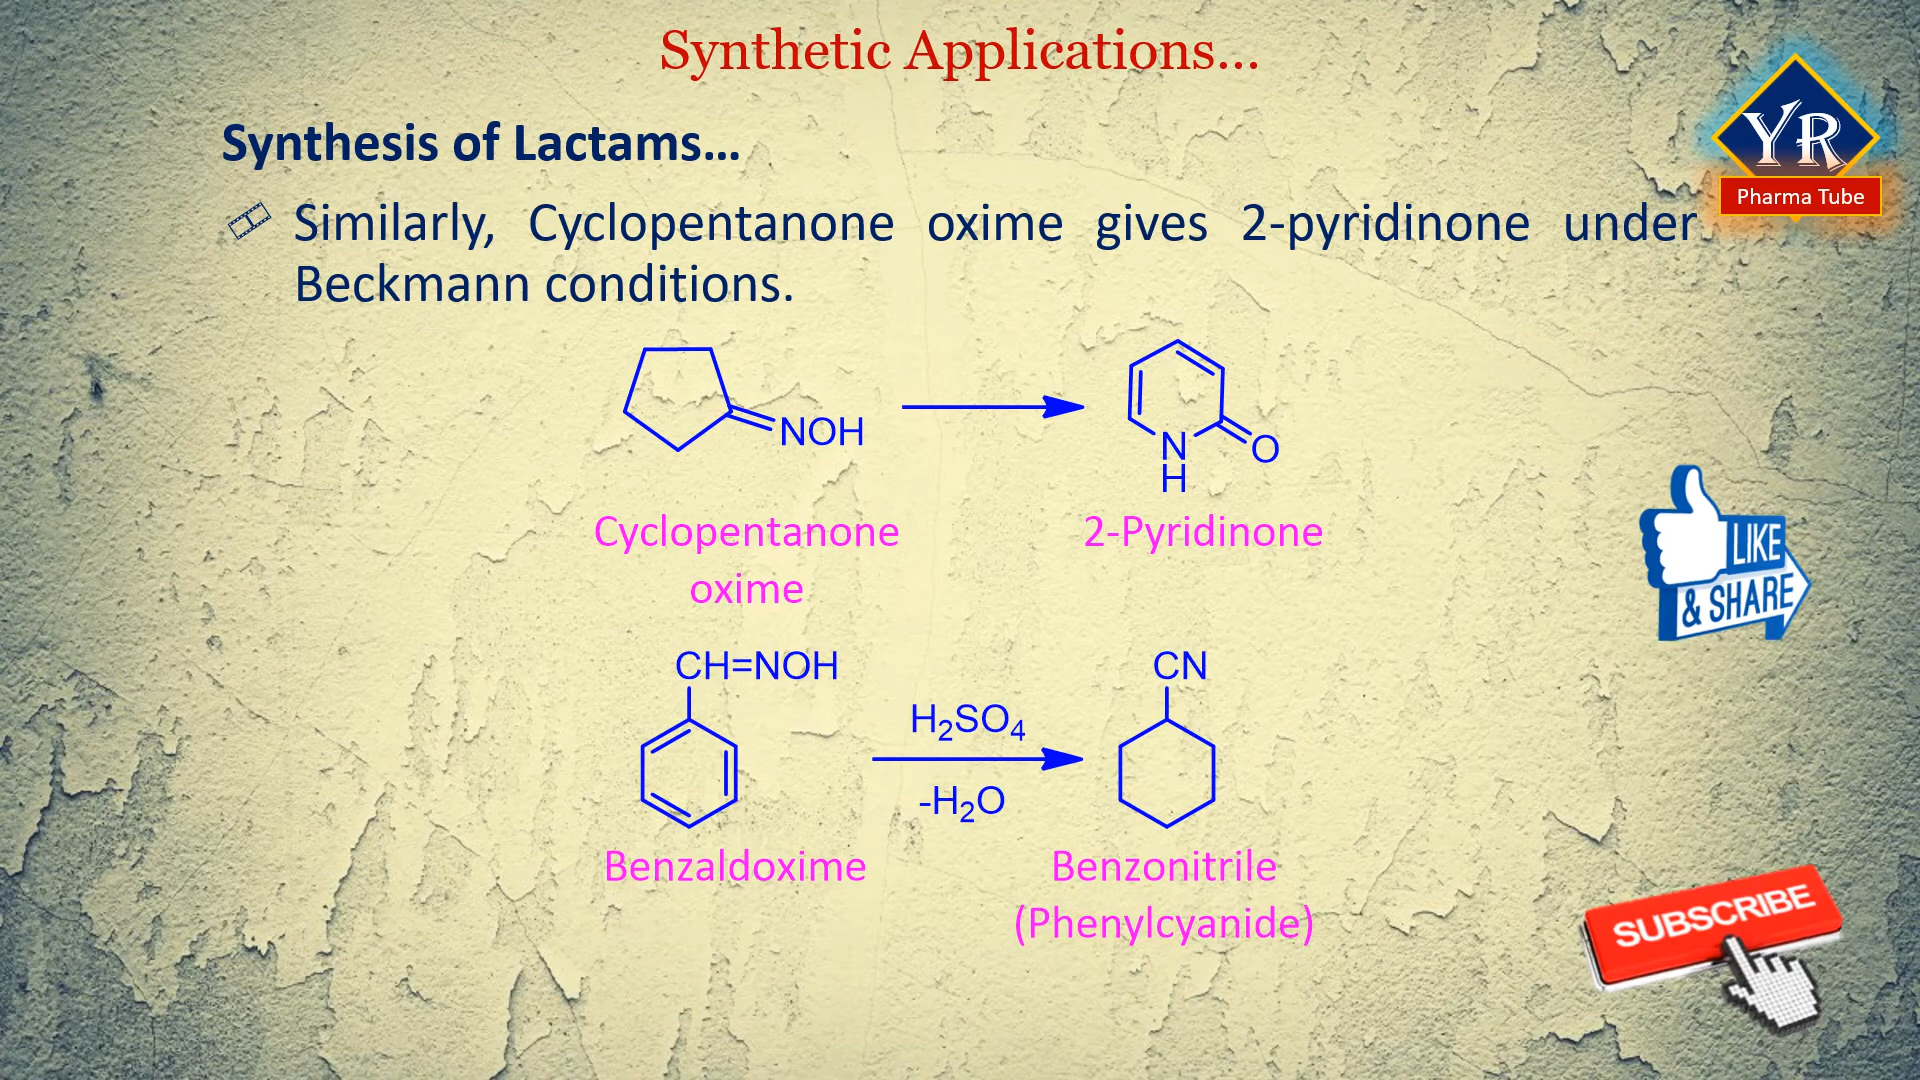 Synthetic Applications...
YR
Pharma Tube
Synthesis of Lactams...
Similarly, Cyclopentanone oxime gives 2-pyridinone under
Beckmann conditions.
NOH
N
H
O
Cyclopentanone
oxime
2-Pyridinone
LIKE
& SHARE
CH=NOH
H₂SO₄
-H₂O
CN
Benzaldoxime
Benzonitrile
(Phenylcyanide)
SUBSCRIBE